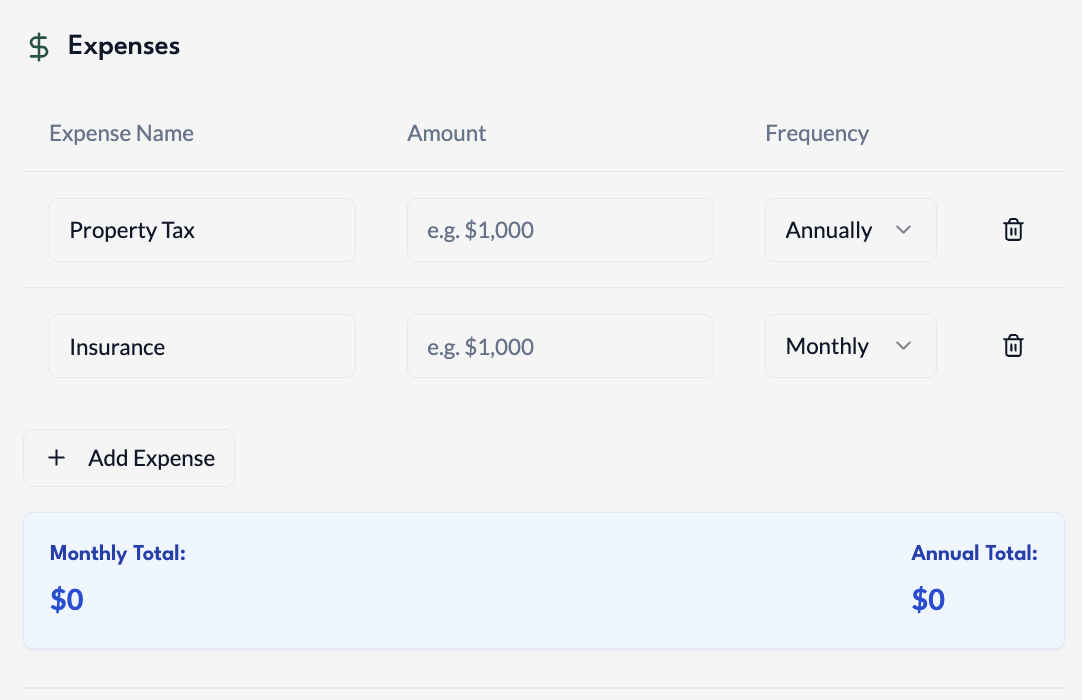 Expenses
Expense Name Amount Frequency
Property Tax e.g. $1,000 Annually
Insurance e.g. $1,000 Monthly
+ Add Expense
Monthly Total: Annual Total:
$0 $0